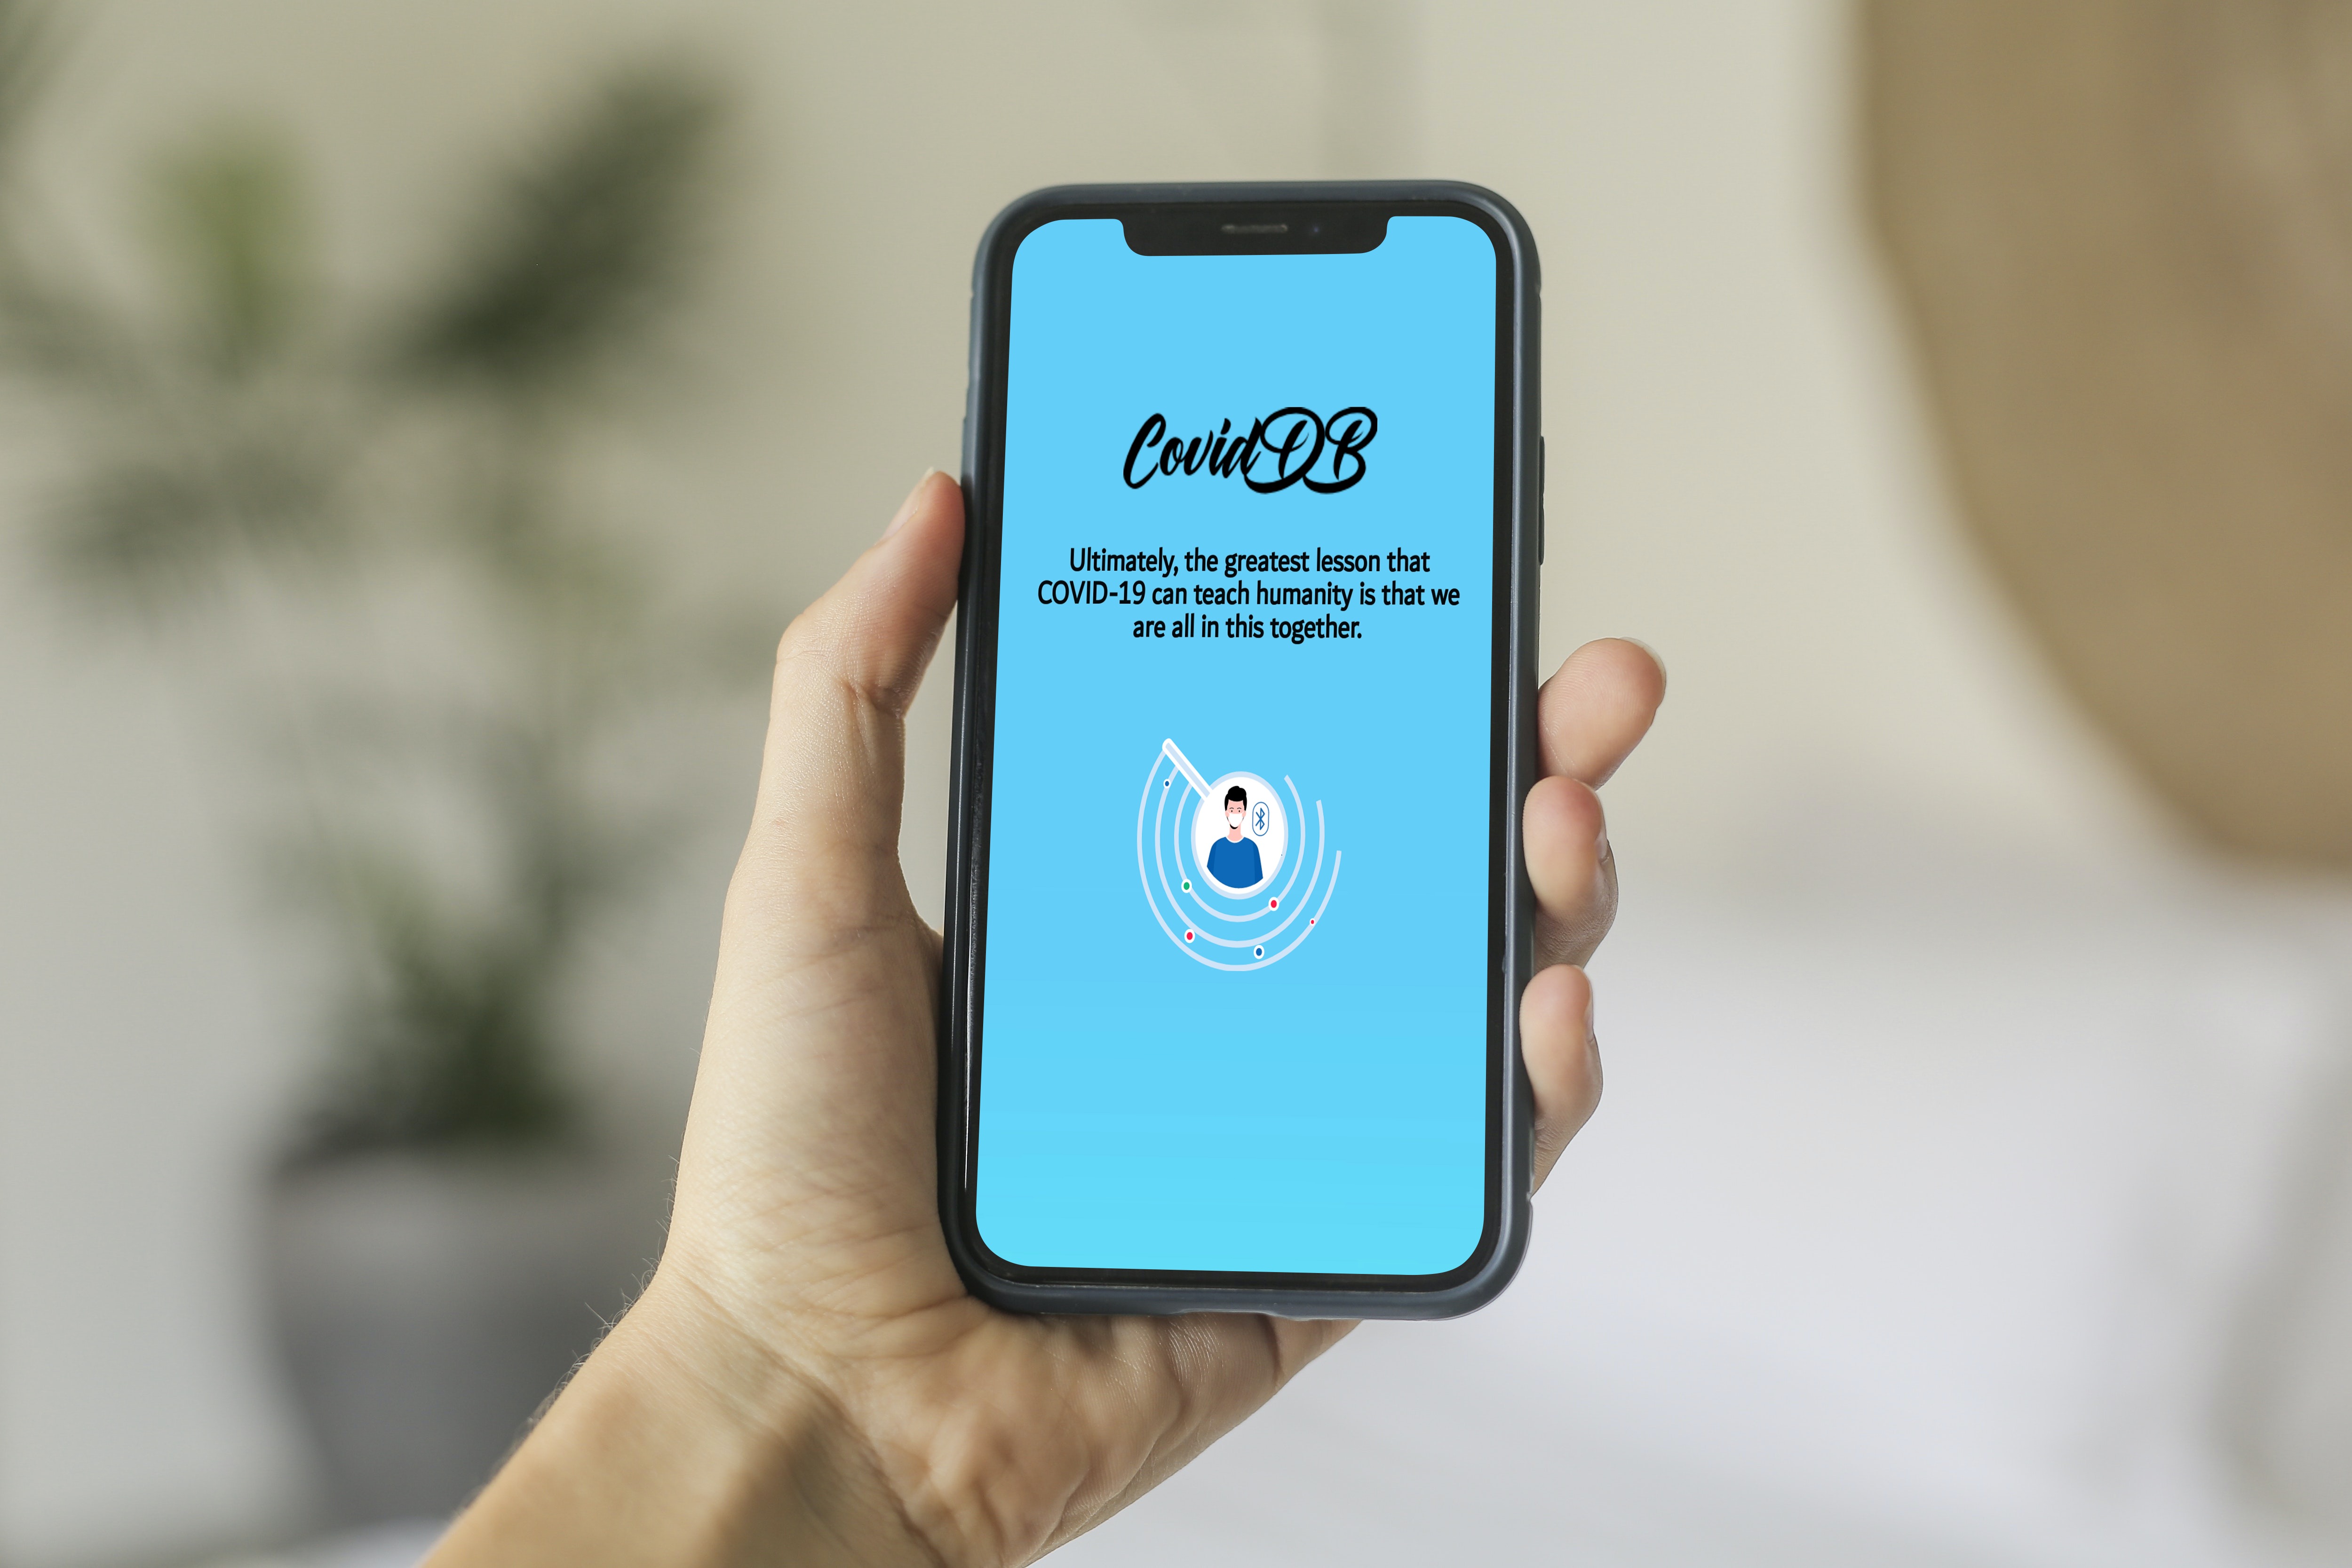 CovidDB
Ultimately, the greatest lesson that
COVID-19 can teach humanity is that we
are all in this together.